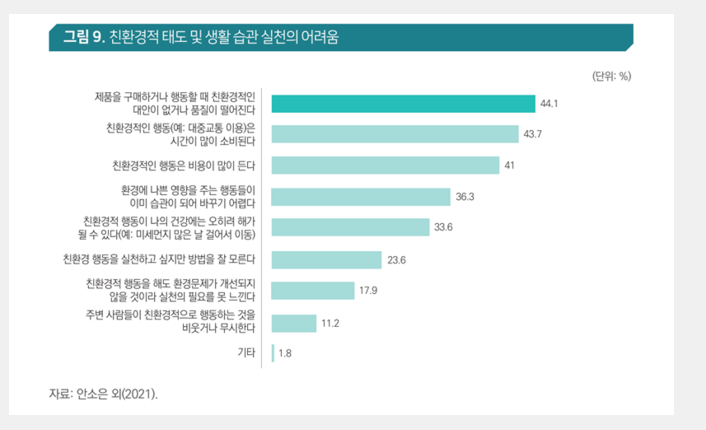 그림 9. 친환경적 태도 및 생활 습관 실천의 어려움
(단위: %)
제품을 구매하거나 행동할 때 친환경적인
대안이 없거나 품질이 떨어진다
44.1
친환경적인 행동(예: 대중교통 이용)은
시간이 많이 소비된다
43.7
친환경적인 행동은 비용이 많이 든다
41
환경에 나쁜 영향을 주는 행동들이
이미 습관이 되어 바꾸기 어렵다
36.3
친환경적 행동이 나의 건강에는 오히려 해가
될 수 있다(예: 미세먼지 많은 날 걸어서 이동)
33.6
친환경 행동을 실천하고 싶지만 방법을 잘 모른다
23.6
친환경적 행동을 해도 환경문제가 개선되지
않을 것이라 실천의 필요를 못 느낀다
17.9
주변 사람들이 친환경적으로 행동하는 것을
비웃거나 무시한다
11.2
기타
1.8
자료: 안소은 외(2021).